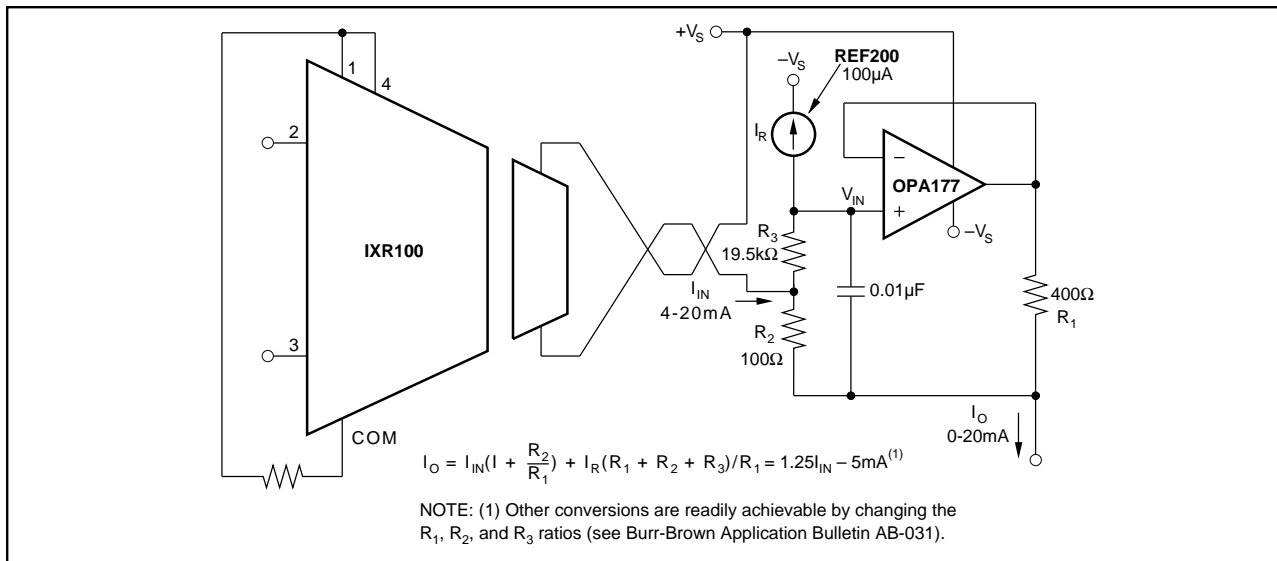 +V_S
REF200
100µA
–V_S
1
4
2
I_R
–
OPA177
V_IN
+
–V_S
R_3
19.5kΩ
IXR100
I_IN
4-20mA
0.01µF
400Ω
R_1
R_2
100Ω
3
COM
I_O
0-20mA
I_O = I_IN(I + R_2/R_1) + I_R(R_1 + R_2 + R_3)/R_1 = 1.25I_IN – 5mA(1)
NOTE: (1) Other conversions are readily achievable by changing the
R_1, R_2, and R_3 ratios (see Burr-Brown Application Bulletin AB-031).